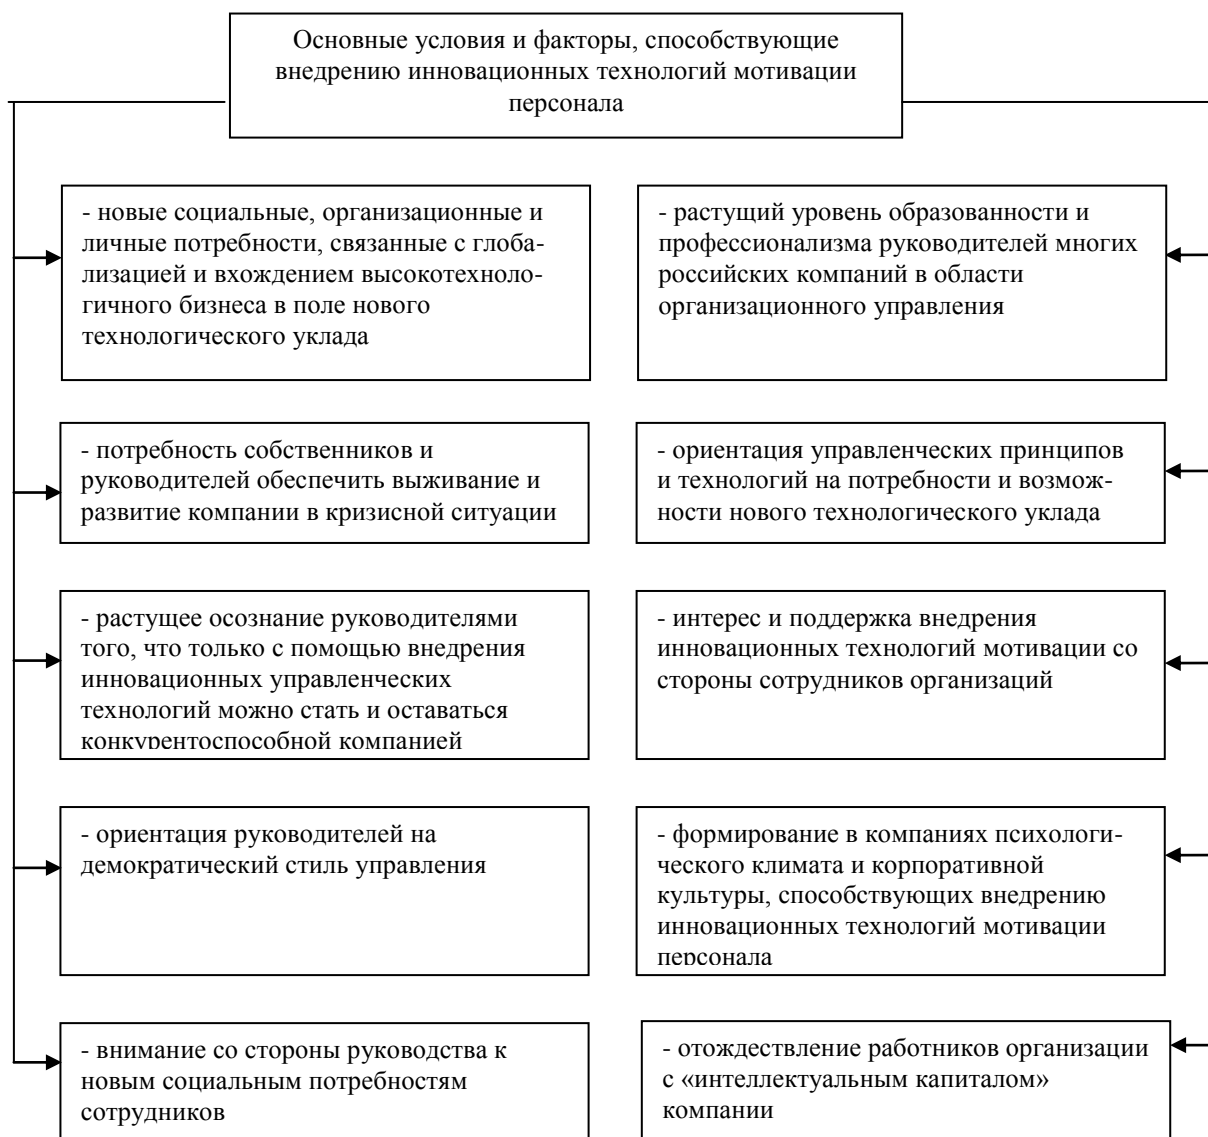 Основные условия и факторы, способствующие
внедрению инновационных технологий мотивации
персонала
- новые социальные, организационные и
личные потребности, связанные с глоба-
лизацией и вхождением высокотехноло-
гичного бизнеса в поле нового
технологического уклада
- растущий уровень образованности и
профессионализма руководителей многих
российских компаний в области
организационного управления
- потребность собственников и
руководителей обеспечить выживание и
развитие компании в кризисной ситуации
- ориентация управленческих принципов
и технологий на потребности и возмож-
ности нового технологического уклада
- растущее осознание руководителями
того, что только с помощью внедрения
инновационных управленческих
технологий можно стать и оставаться
конкурентоспособной компанией
- интерес и поддержка внедрения
инновационных технологий мотивации со
стороны сотрудников организаций
- ориентация руководителей на
демократический стиль управления
- формирование в компаниях психологи-
ческого климата и корпоративной
культуры, способствующих внедрению
инновационных технологий мотивации
персонала
- внимание со стороны руководства к
новым социальным потребностям
сотрудников
- отождествление работников организации
с «интеллектуальным капиталом»
компании